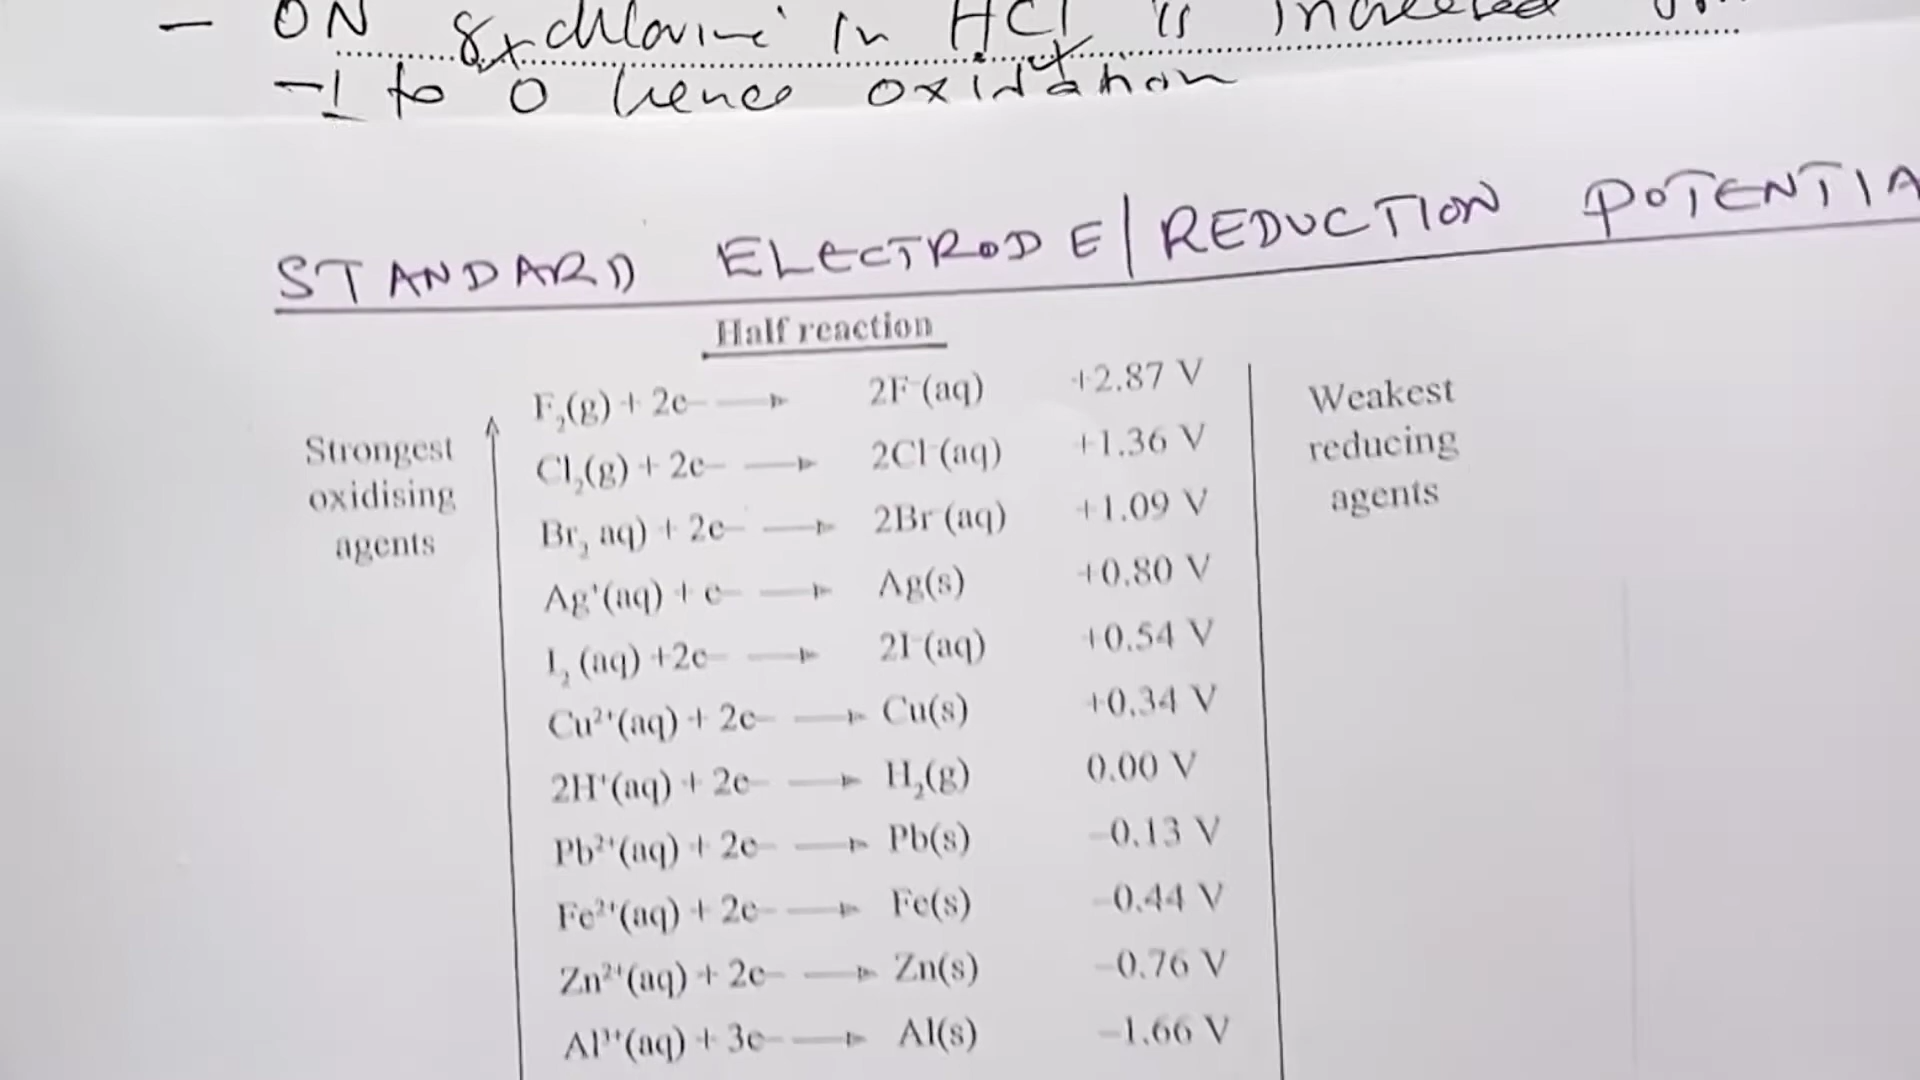 - ON of chlorine in HCl is increased
-1 to 0 hence oxidation
STANDARD ELECTRODE/REDUCTION POTENTIA
Half reaction
F₂(g) + 2e- → 2F⁻(aq) +2.87 V
Cl₂(g) + 2e- → 2Cl⁻(aq) +1.36 V
Br₂ aq) + 2e- → 2Br⁻(aq) +1.09 V
Ag⁺(aq) + e- → Ag(s) +0.80 V
I₂ (aq) +2e- → 2I⁻(aq) +0.54 V
Cu²⁺(aq) + 2e- → Cu(s) +0.34 V
2H⁺(aq) + 2e- → H₂(g) 0.00 V
Pb²⁺(aq) + 2e- → Pb(s) -0.13 V
Fe²⁺(aq) + 2e- → Fe(s) -0.44 V
Zn²⁺(aq) + 2e- → Zn(s) -0.76 V
Al³⁺(aq) + 3e- → Al(s) -1.66 V
Strongest
oxidising
agents
Weakest
reducing
agents